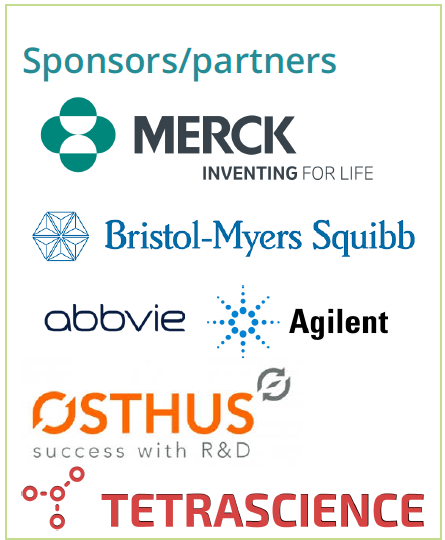 Sponsors/partners
MERCK
INVENTING FOR LIFE
Bristol-Myers Squibb
abbvie Agilent
OSTHUS
success with R&D
TETRASCIENCE